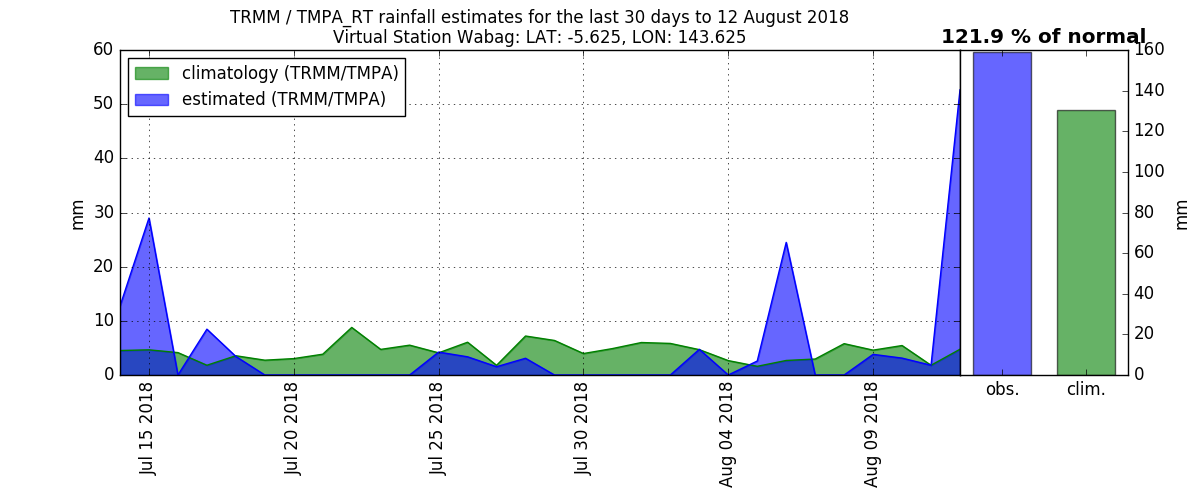 TRMM / TMPA_RT rainfall estimates for the last 30 days to 12 August 2018
Virtual Station Wabag: LAT: -5.625, LON: 143.625
121.9 % of normal
climatology (TRMM/TMPA)
estimated (TRMM/TMPA)
60
50
40
30
20
10
0
mm
160
140
120
100
80
60
40
20
0
mm
Jul 15 2018
Jul 20 2018
Jul 25 2018
Jul 30 2018
Aug 04 2018
Aug 09 2018
obs.
clim.